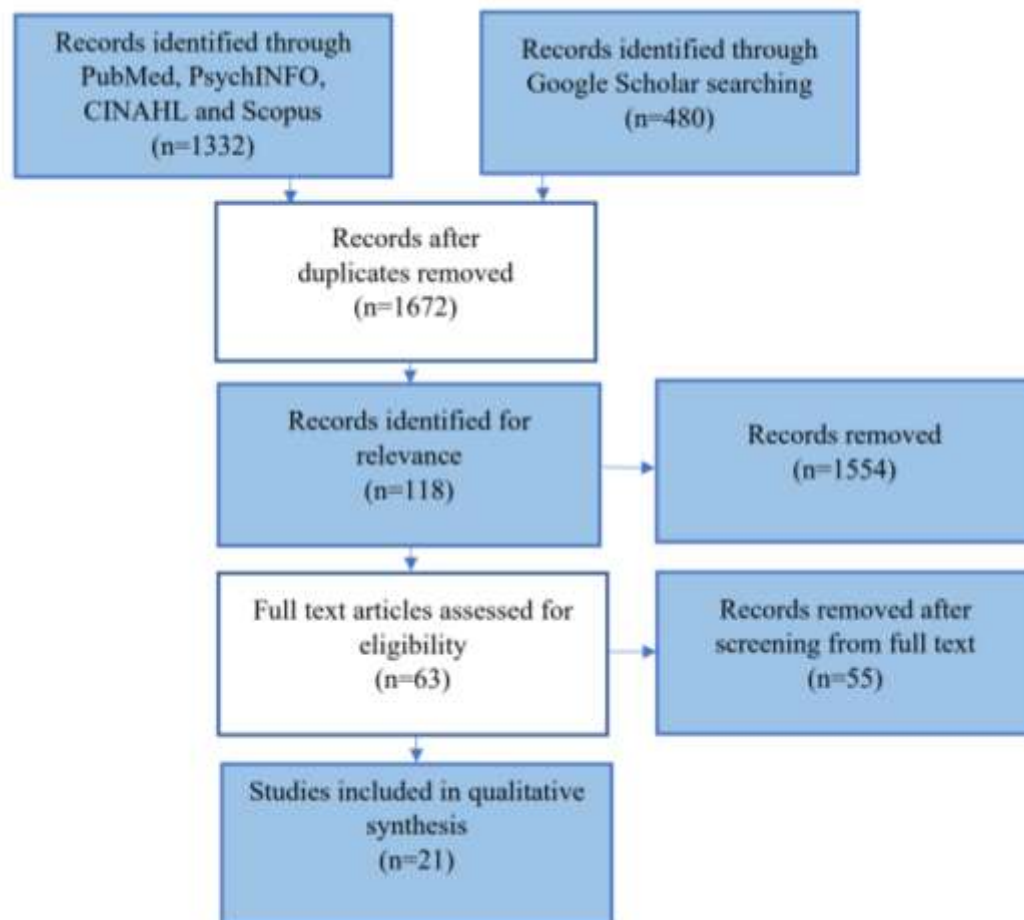 Records identified through
PubMed, PsychINFO,
CINAHL and Scopus
(n=1332)
Records identified through
Google Scholar searching
(n=480)
Records after
duplicates removed
(n=1672)
Records identified for
relevance
(n=118)
Records removed
(n=1554)
Full text articles assessed for
eligibility
(n=63)
Records removed after
screening from full text
(n=55)
Studies included in qualitative
synthesis
(n=21)